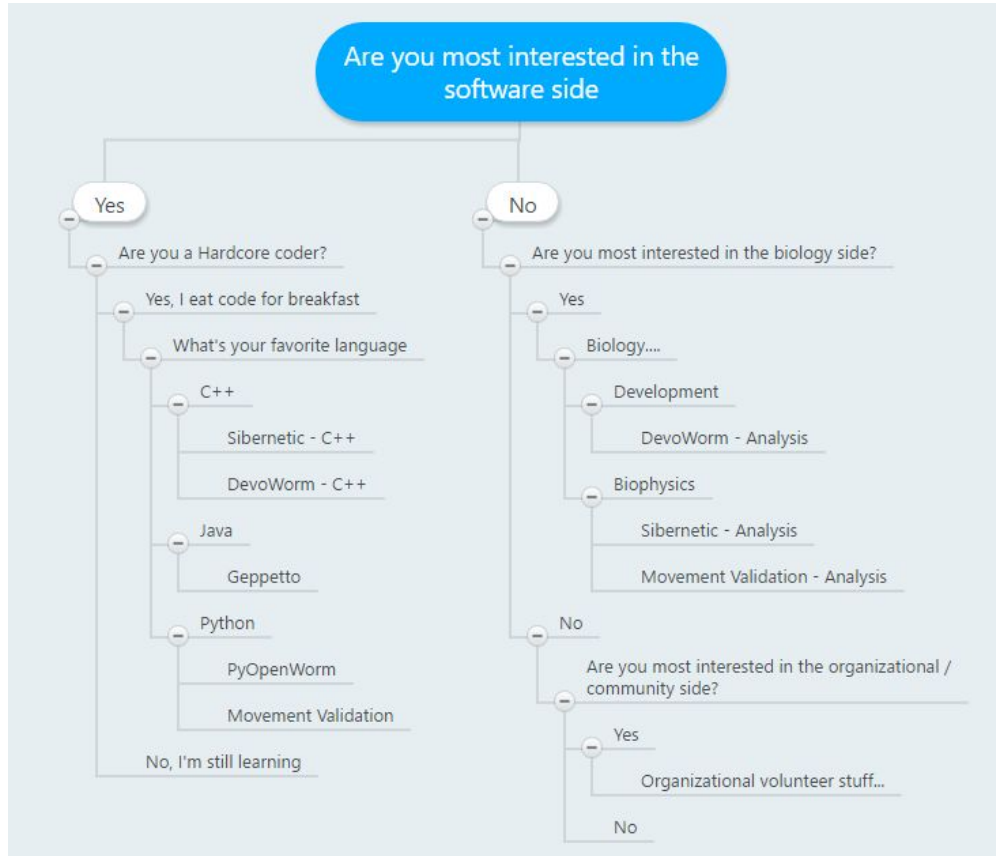 Are you most interested in the
software side
Yes
Are you a Hardcore coder?
Yes, I eat code for breakfast
What's your favorite language
C++
Sibernetic - C++
DevoWorm - C++
Java
Geppetto
Python
PyOpenWorm
Movement Validation
No, I'm still learning
No
Are you most interested in the biology side?
Yes
Biology....
Development
DevoWorm - Analysis
Biophysics
Sibernetic - Analysis
Movement Validation - Analysis
No
Are you most interested in the organizational /
community side?
Yes
Organizational volunteer stuff...
No